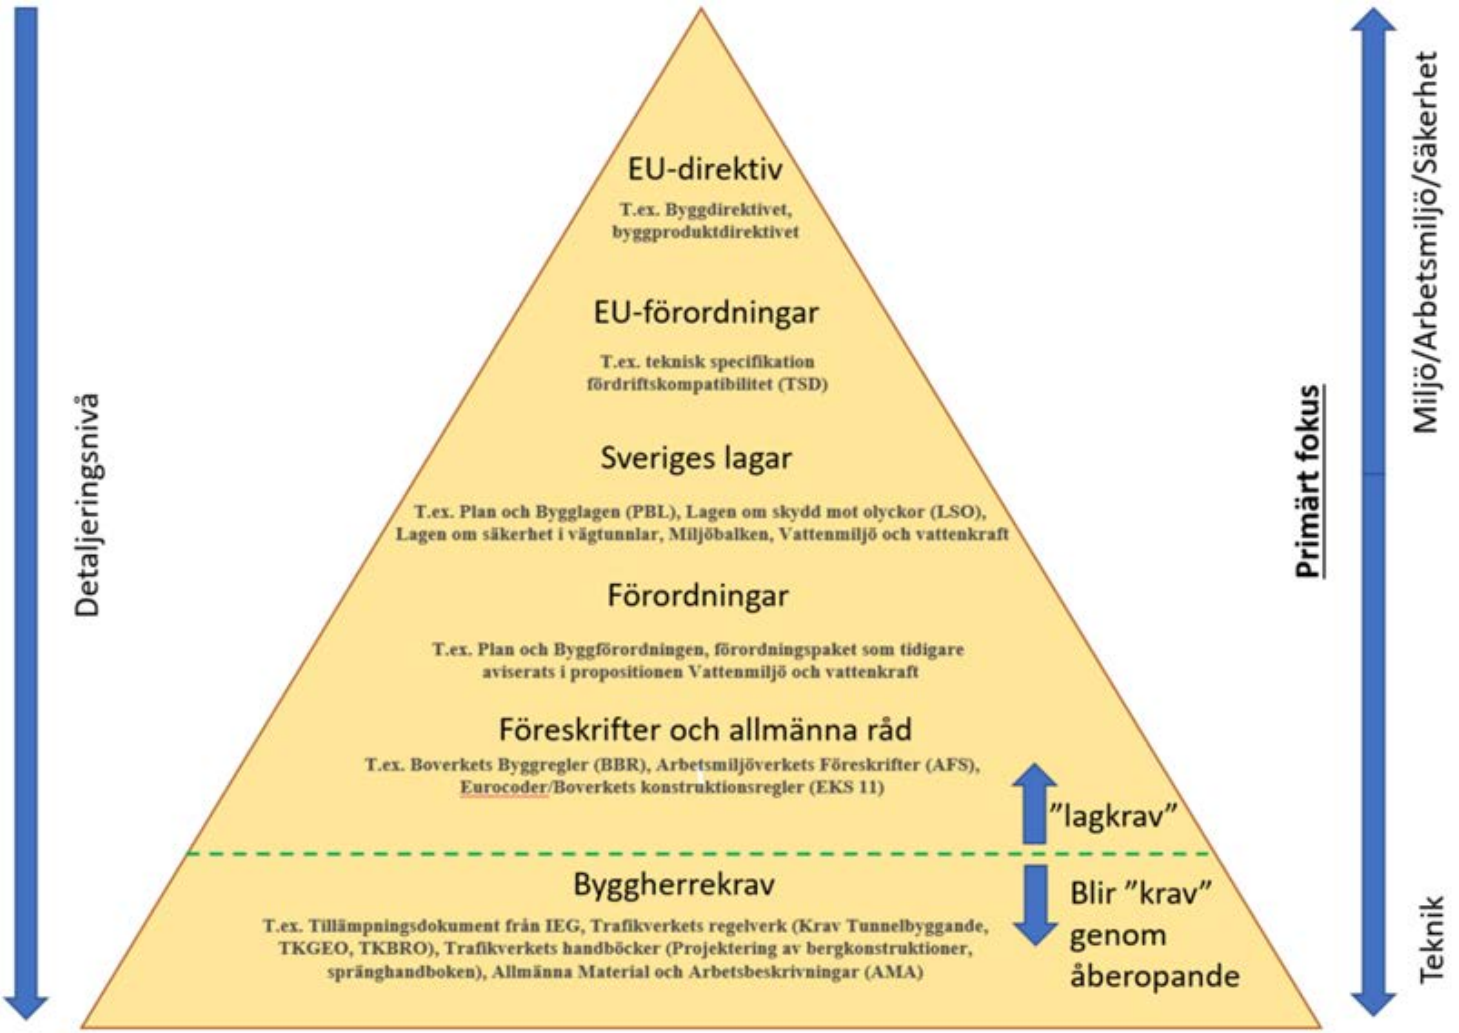 EU-direktiv
T.ex. Byggdirektivet,
byggproduktdirektivet
EU-förordningar
T.ex. teknisk specifikation
fördriftskompatibilitet (TSD)
Sveriges lagar
T.ex. Plan och Bygglagen (PBL), Lagen om skydd mot olyckor (LSO),
Lagen om säkerhet i vägtunnlar, Miljöbalken, Vattenmiljö och vattenkraft
Förordningar
T.ex. Plan och Byggförordningen, förordningspaket som tidigare
aviserats i propositionen Vattenmiljö och vattenkraft
Föreskrifter och allmänna råd
T.ex. Boverkets Byggregler (BBR), Arbetsmiljöverkets Föreskrifter (AFS),
Eurocoder/Boverkets konstruktionsregler (EKS 11)
"lagkrav"
Byggherrekrav
T.ex. Tillämpningsdokument från IEG, Trafikverkets regelverk (Krav Tunnelbyggande,
TKGEO, TKBRO), Trafikverkets handböcker (Projektering av bergkonstruktioner,
spränghandboken), Allmänna Material och Arbetsbeskrivningar (AMA)
Blir ”krav”
genom
åberopande
Detaljeringsnivå
Primärt fokus
Miljö/Arbetsmiljö/Säkerhet
Teknik